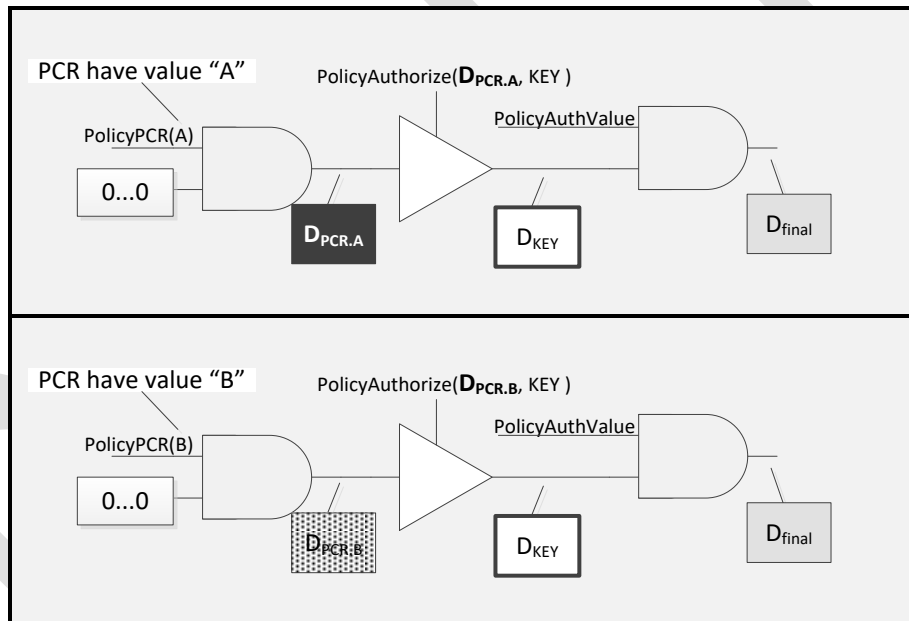 PCR have value “A”
PolicyAuthorize(DPCR.A, KEY )
PolicyAuthValue
PolicyPCR(A)
0...0
DPCR.A
DKEY
Dfinal
PCR have value “B”
PolicyAuthorize(DPCR.B, KEY )
PolicyAuthValue
PolicyPCR(B)
0...0
DPCR.B
DKEY
Dfinal